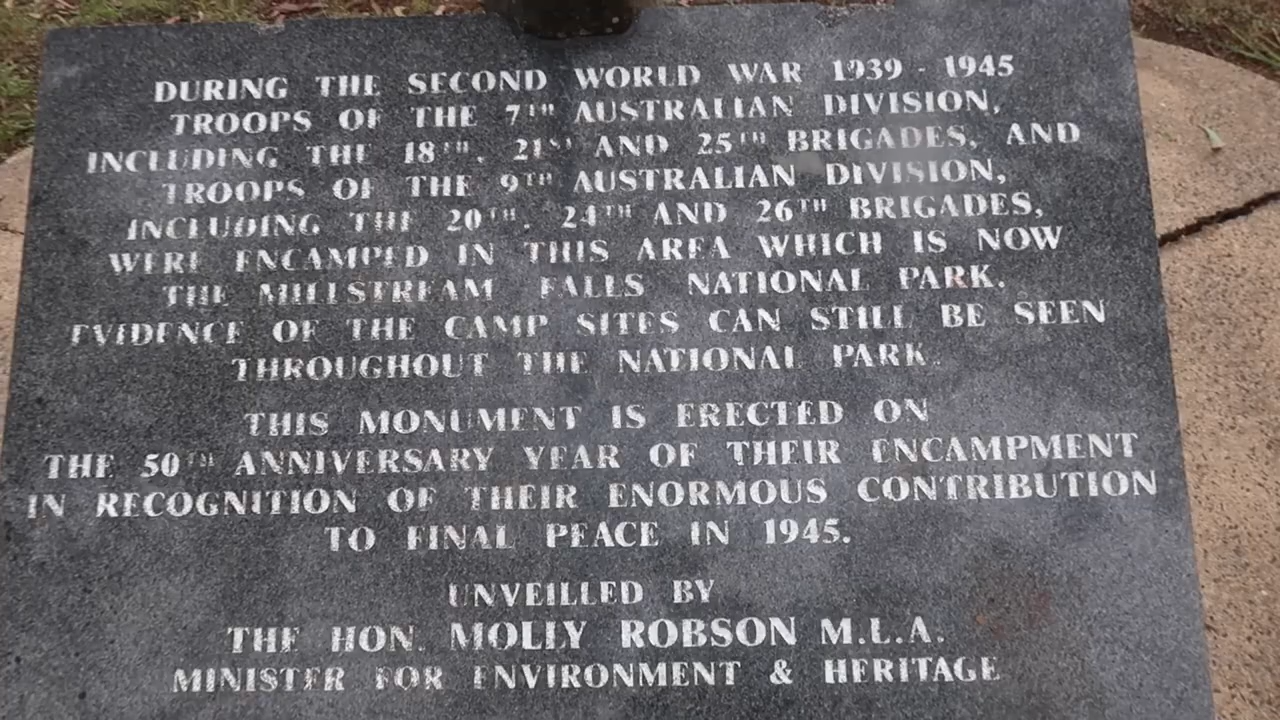 DURING THE SECOND WORLD WAR 1939 - 1945
TROOPS OF THE 7TH AUSTRALIAN DIVISION,
INCLUDING THE 18TH, 21ST AND 25TH BRIGADES, AND
TROOPS OF THE 9TH AUSTRALIAN DIVISION,
INCLUDING THE 20TH, 24TH AND 26TH BRIGADES,
WERE ENCAMPED IN THIS AREA WHICH IS NOW
THE MILLSTREAM FALLS NATIONAL PARK.
EVIDENCE OF THE CAMP SITES CAN STILL BE SEEN
THROUGHOUT THE NATIONAL PARK.
THIS MONUMENT IS ERECTED ON
THE 50TH ANNIVERSARY YEAR OF THEIR ENCAMPMENT
IN RECOGNITION OF THEIR ENORMOUS CONTRIBUTION
TO FINAL PEACE IN 1945.
UNVEILLED BY
THE HON. MOLLY ROBSON M.L.A.
MINISTER FOR ENVIRONMENT & HERITAGE